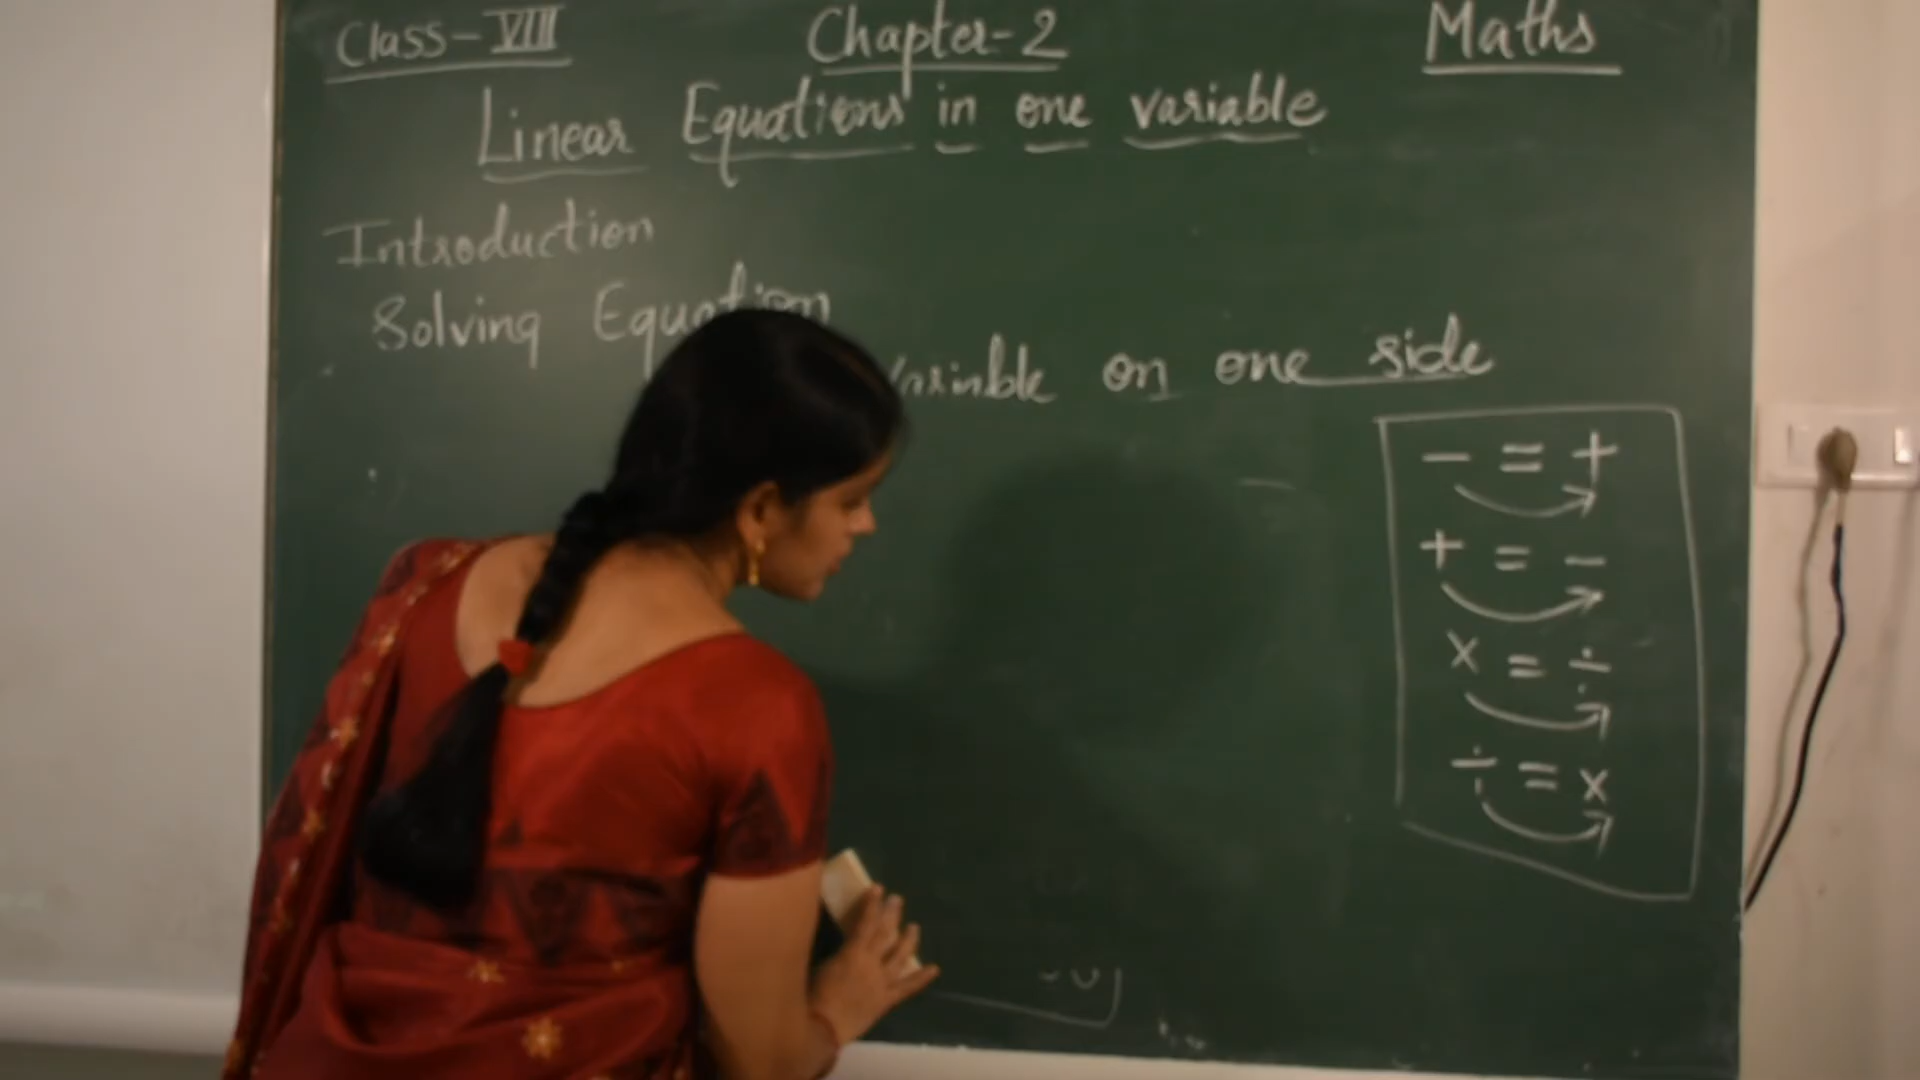 Class-VIII Chapter-2 Maths
Linear Equations in one variable
Introduction
Solving Equation
Variable on one side
- = +
+ = -
× = ÷
÷ = ×